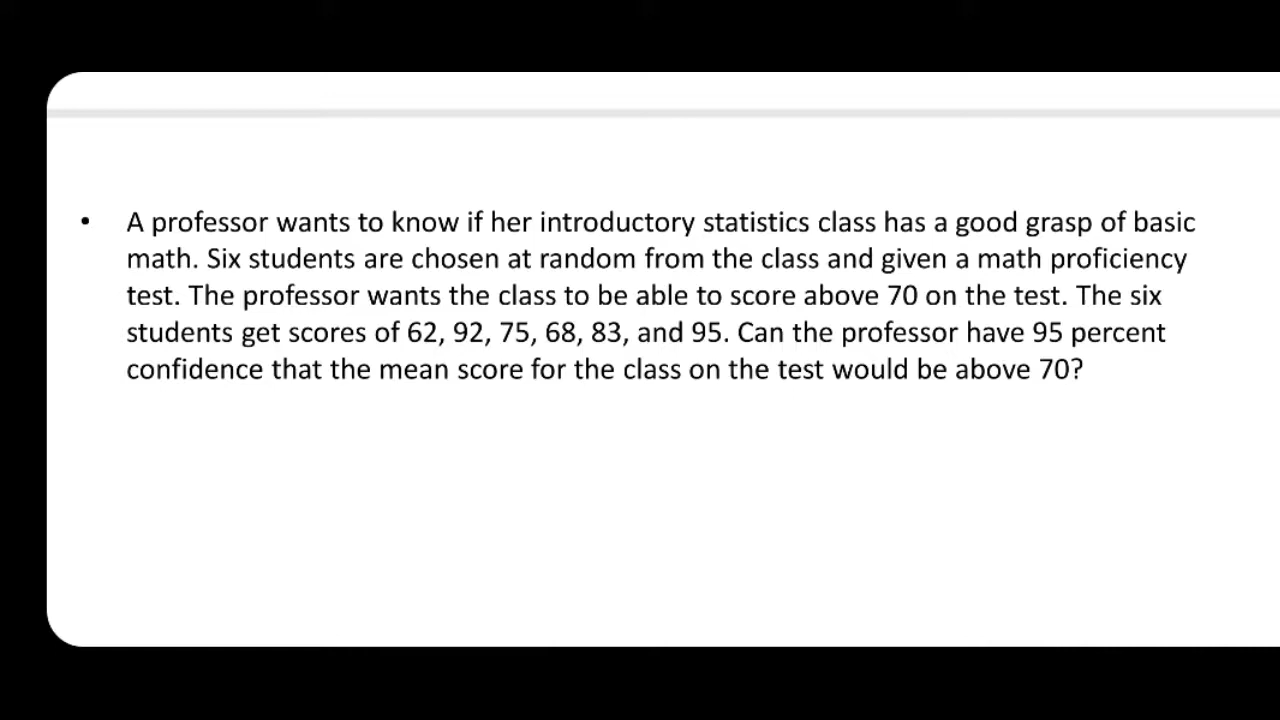 • A professor wants to know if her introductory statistics class has a good grasp of basic
math. Six students are chosen at random from the class and given a math proficiency
test. The professor wants the class to be able to score above 70 on the test. The six
students get scores of 62, 92, 75, 68, 83, and 95. Can the professor have 95 percent
confidence that the mean score for the class on the test would be above 70?